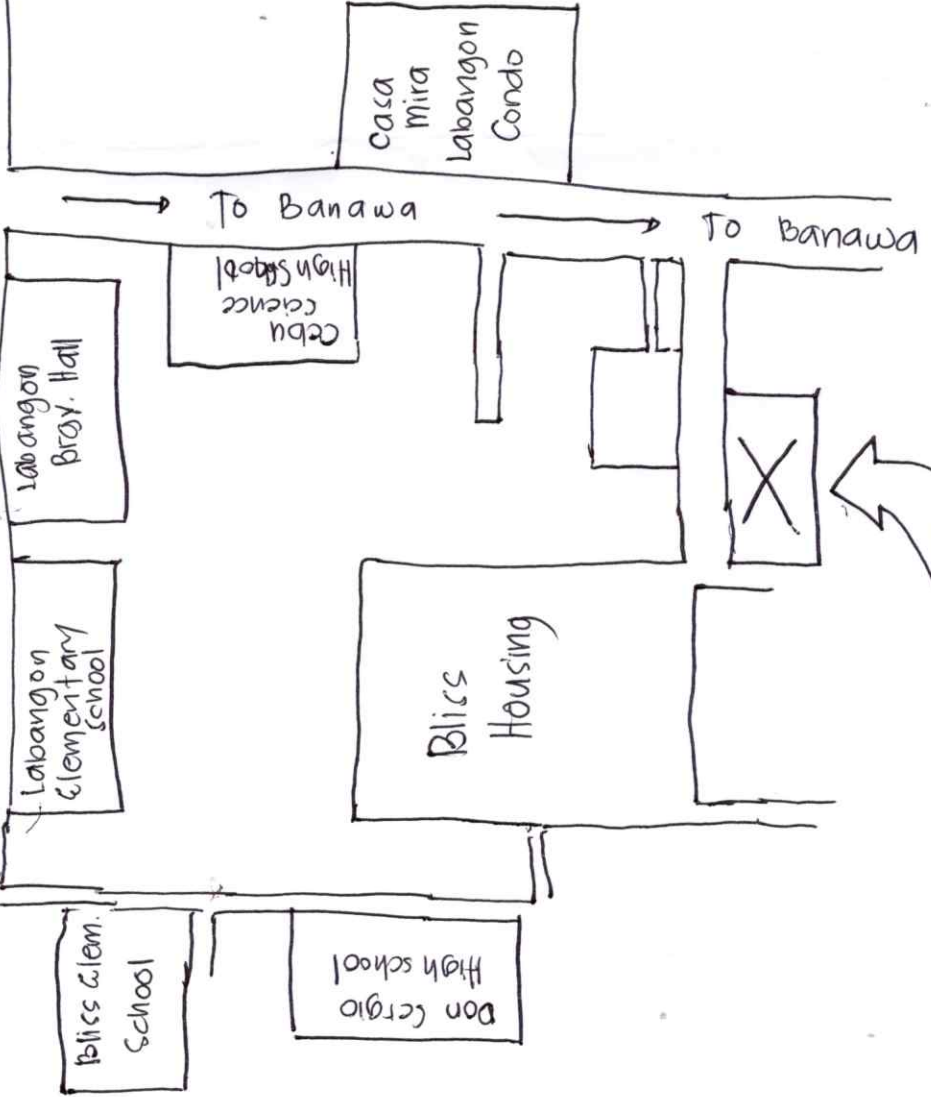 Casa
Mira
Labangon
Condo
To Banawa
To Banawa
Cebu
Science
High School
Labangon
Brgy. Hall
Labangon
Elementary
School
Bliss
Housing
X
Bliss Elem.
School
Don Sergio
High school